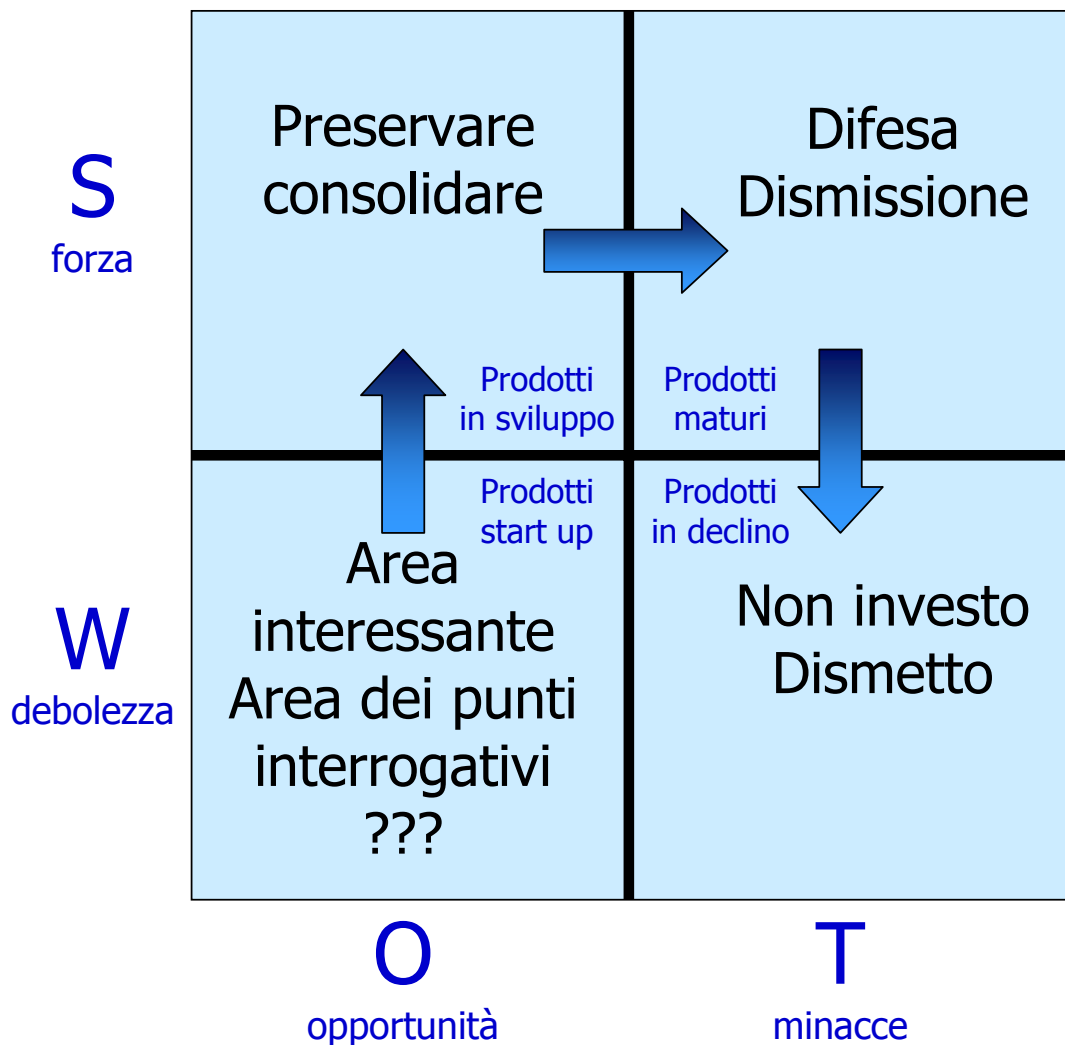 S
forza
Preservare
consolidare
Difesa
Dismissione
Prodotti
in sviluppo
Prodotti
maturi
Prodotti
start up
Prodotti
in declino
W
debolezza
Area
interessante
Area dei punti
interrogativi
???
Non investo
Dismetto
O
opportunità
T
minacce